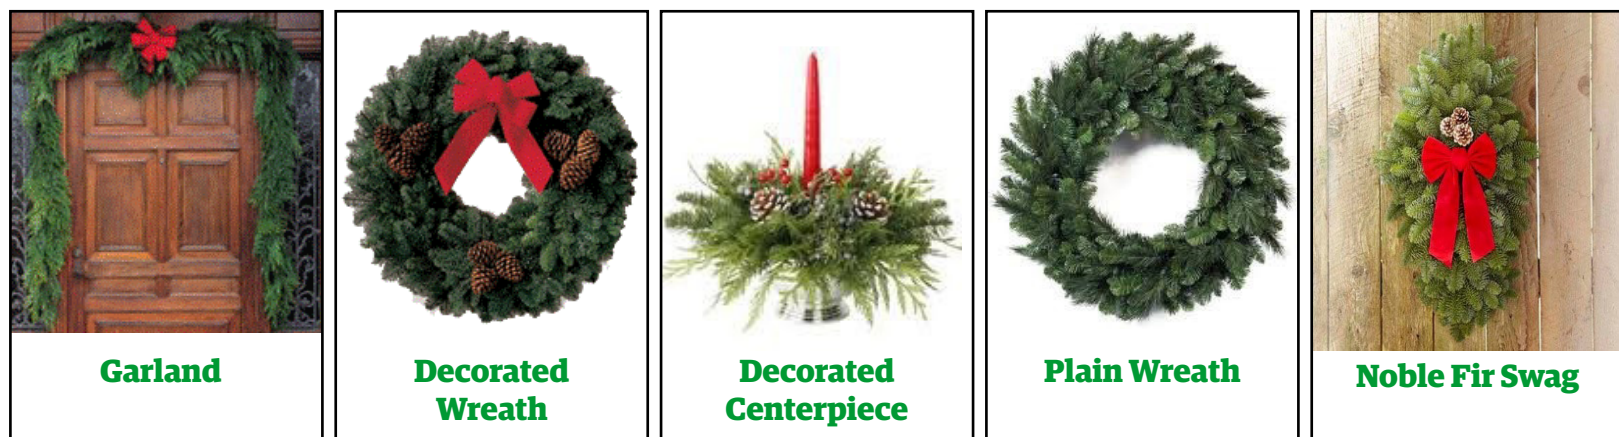 Garland
Decorated
Wreath
Decorated
Centerpiece
Plain Wreath
Noble Fir Swag